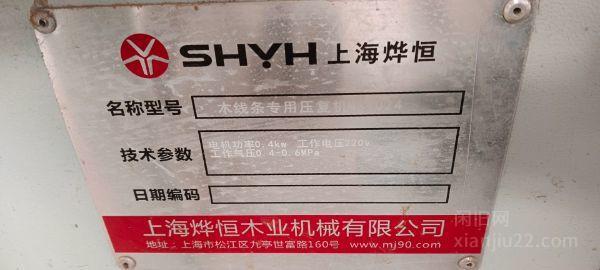 SHYH 上海烨恒
名称型号 木线条专用压复机
技术参数
电机功率0.4kw 工作电压220v
工作气压0.4-0.6MPa
日期编码
上海烨恒木业机械有限公司
地址：上海市松江区九亭世富路160号 www.mj90.com
闲旧网
xianjiu22.com